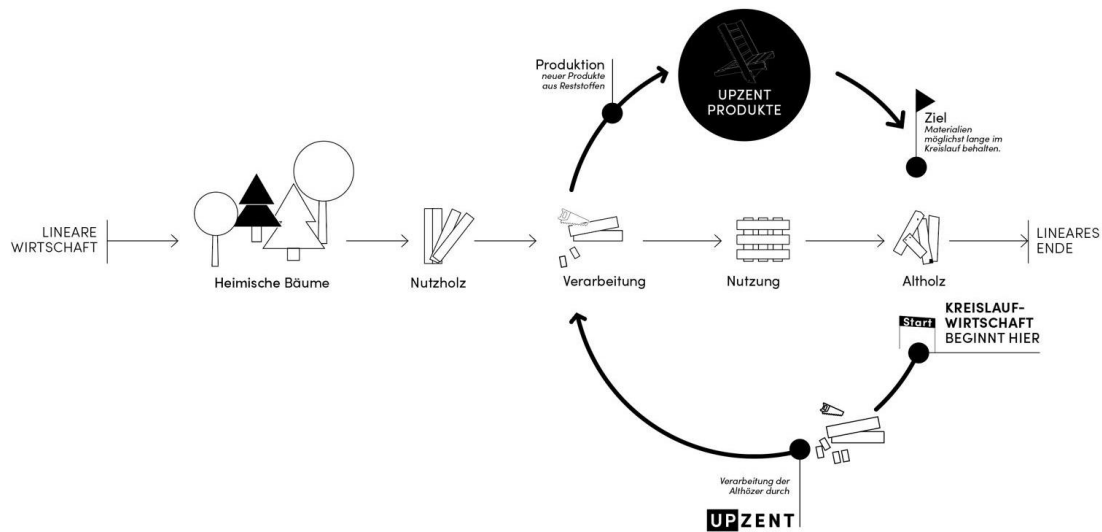 Produktion
neuer Produkte
aus Reststoffen
UPZENT
PRODUKTE
Ziel
Materialien
möglichst lange im
Kreislauf behalten.
LINEARE
WIRTSCHAFT
LINEARES
ENDE
Heimische Bäume
Nutzholz
Verarbeitung
Nutzung
Altholz
Start
KREISLAUF-
WIRTSCHAFT
BEGINNT HIER
Verarbeitung der
Althözer durch
UPZENT